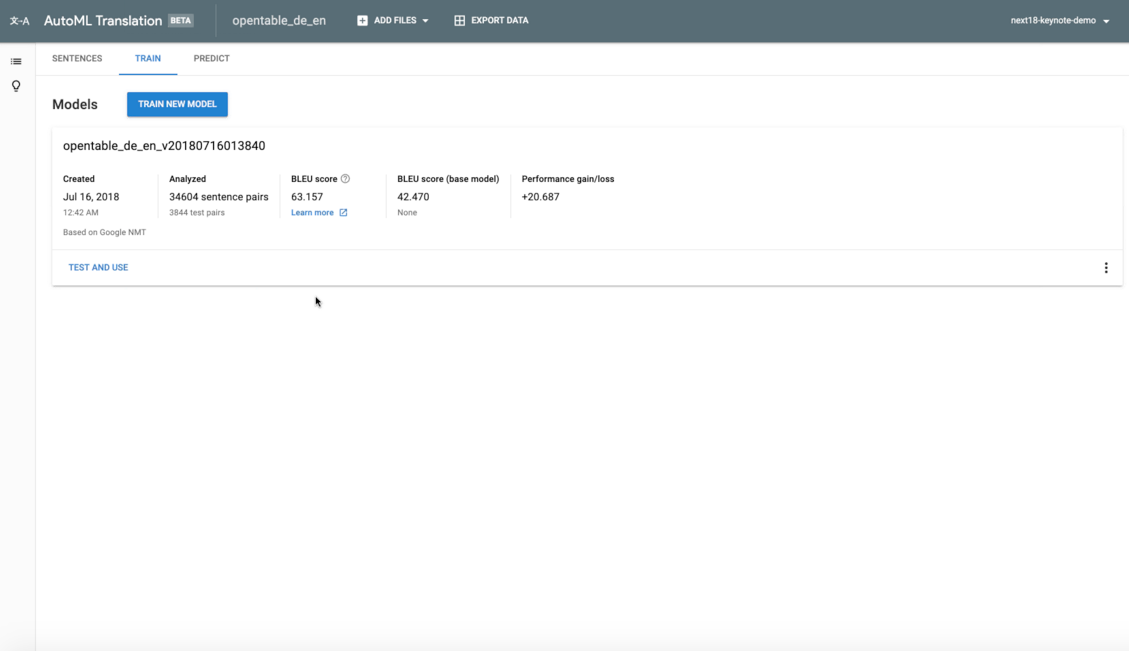 文-A AutoML Translation BETA opentable_de_en ADD FILES EXPORT DATA next18-keynote-demo
SENTENCES TRAIN PREDICT
Models TRAIN NEW MODEL
opentable_de_en_v20180716013840
Created Analyzed BLEU score BLEU score (base model) Performance gain/loss
Jul 16, 2018 34604 sentence pairs 63.157 42.470 +20.687
12:42 AM 3844 test pairs Learn more None
Based on Google NMT
TEST AND USE